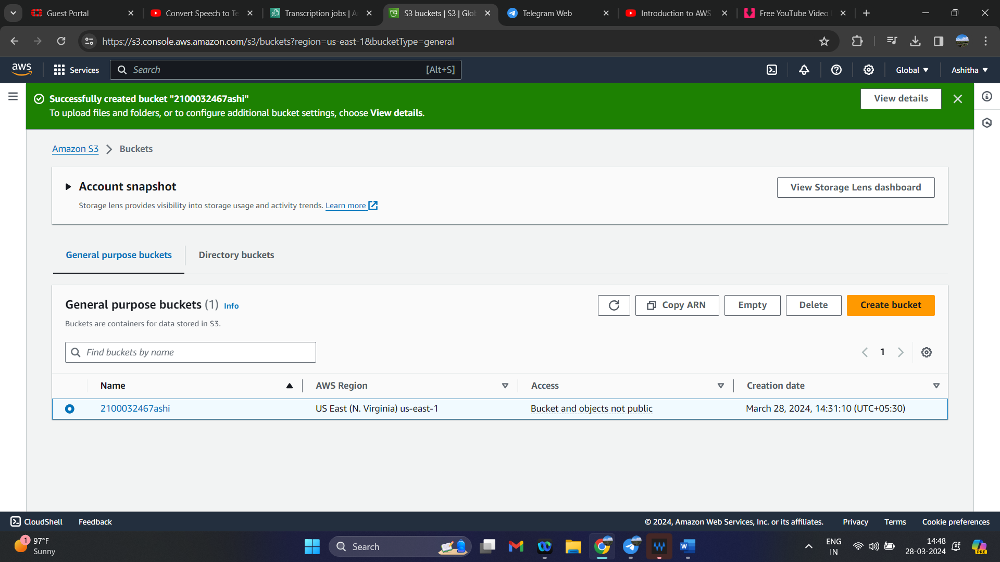 Guest Portal
Convert Speech to Te
Transcription jobs | A
S3 buckets | S3 | Glob
Telegram Web
Introduction to AWS
Free YouTube Video
https://s3.console.aws.amazon.com/s3/buckets?region=us-east-1&bucketType=general
aws
Services
Search
[Alt+S]
Global
Ashitha
Successfully created bucket "2100032467ashi"
To upload files and folders, or to configure additional bucket settings, choose View details.
View details
Amazon S3
Buckets
Account snapshot
Storage lens provides visibility into storage usage and activity trends. Learn more
View Storage Lens dashboard
General purpose buckets
Directory buckets
General purpose buckets (1) Info
Buckets are containers for data stored in S3.
Copy ARN
Empty
Delete
Create bucket
Find buckets by name
1
Name
AWS Region
Access
Creation date
2100032467ashi
US East (N. Virginia) us-east-1
Bucket and objects not public
March 28, 2024, 14:31:10 (UTC+05:30)
CloudShell
Feedback
© 2024, Amazon Web Services, Inc. or its affiliates.
Privacy
Terms
Cookie preferences
1
97°F
Sunny
Search
W
ENG
IN
14:48
28-03-2024
PRE